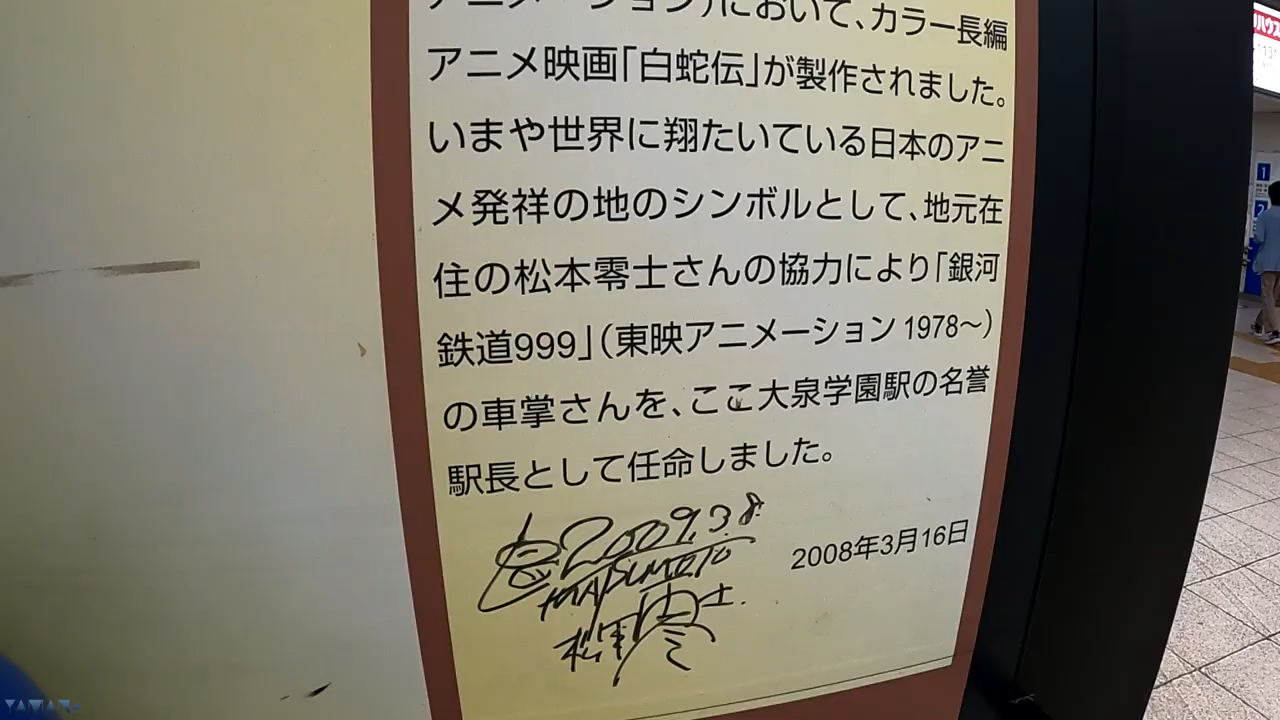 アニメーション)において、カラー長編
アニメ映画「白蛇伝」が製作されました。
いまや世界に翔たいている日本のアニ
メ発祥の地のシンボルとして、地元在
住の松本零士さんの協力により「銀河
鉄道999」(東映アニメーション 1978〜)
の車掌さんを、ここ大泉学園駅の名誉
駅長として任命しました。
2009.3.8
2008年3月16日
松本零士
1
2